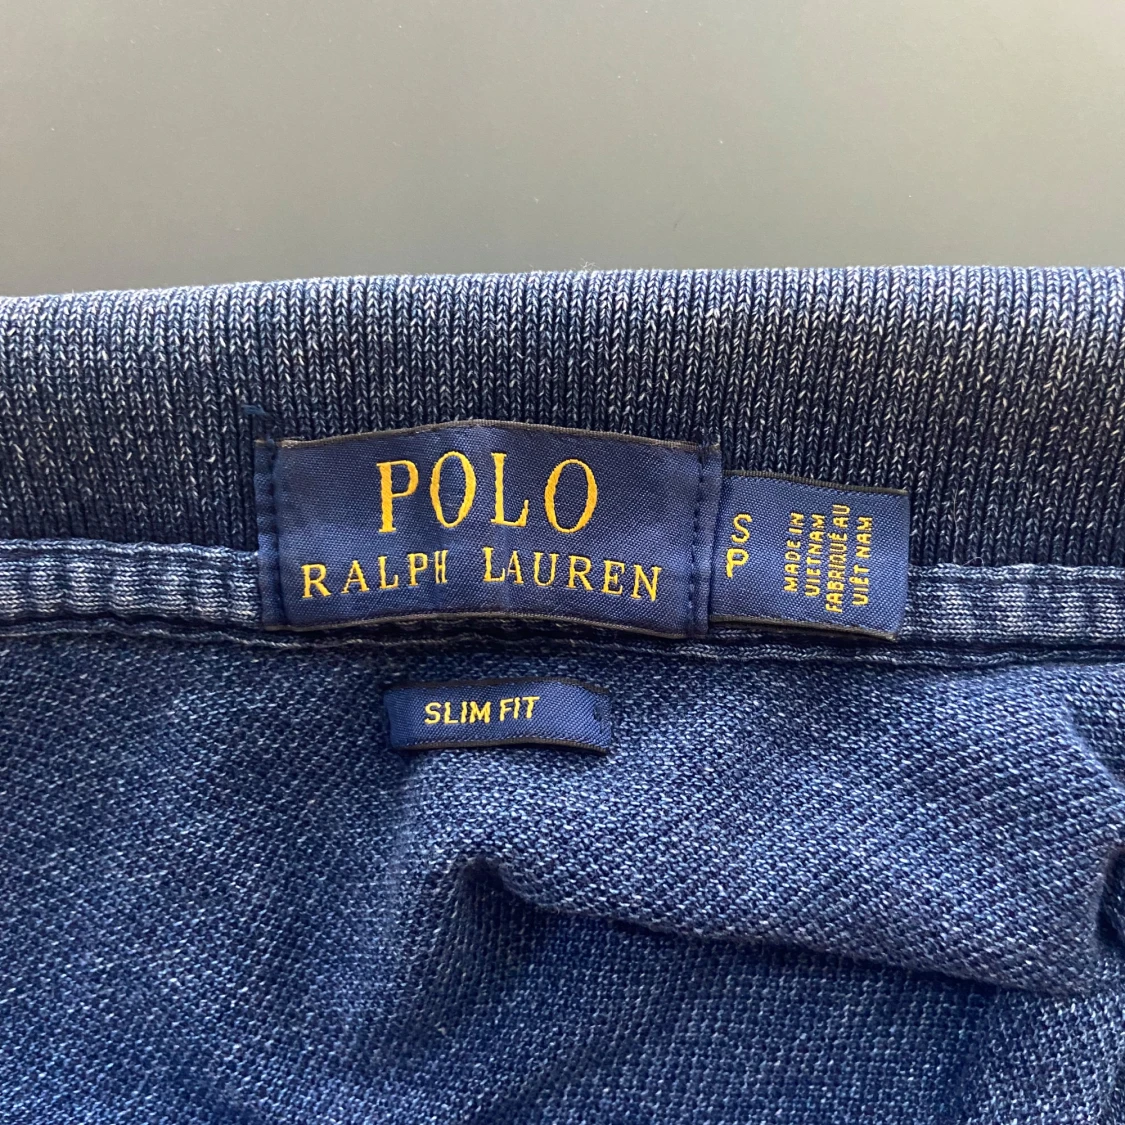 POLO
RALPH LAUREN
S
P
MADE IN
VIETNAM
FABRIQUÉ AU
VIÊT NAM
SLIM FIT